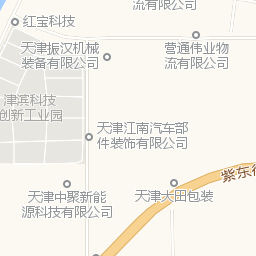 流有限公司
红宝科技
天津振汉机械
装备有限公司
营通伟业物
流有限公司
津滨科技
创新工业园
天津江南汽车部
件装饰有限公司
紫东
天津中聚新能
源科技有限公司
天津大田包装